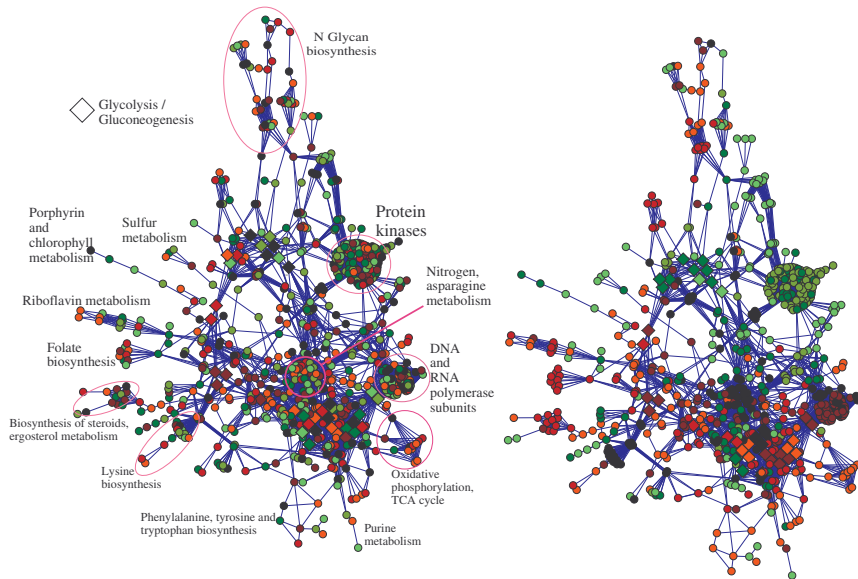 N Glycan
biosynthesis
Glycolysis /
Gluconeogenesis
Porphyrin
and
chlorophyll
metabolism
Sulfur
metabolism
Protein
kinases
Nitrogen,
asparagine
metabolism
Riboflavin metabolism
Folate
biosynthesis
DNA
and
RNA
polymerase
subunits
Biosynthesis of steroids,
ergosterol metabolism
Lysine
biosynthesis
Oxidative
phosphorylation,
TCA cycle
Phenylalanine, tyrosine and
tryptophan biosynthesis
Purine
metabolism